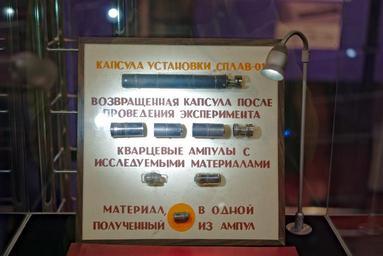 КАПСУЛА УСТАНОВКИ СПЛАВ-01
ВОЗВРАЩЕННАЯ КАПСУЛА ПОСЛЕ
ПРОВЕДЕНИЯ ЭКСПЕРИМЕНТА
КВАРЦЕВЫЕ АМПУЛЫ С
ИССЛЕДУЕМЫМИ МАТЕРИАЛАМИ
МАТЕРИАЛ, В ОДНОЙ
ПОЛУЧЕННЫЙ ИЗ АМПУЛ